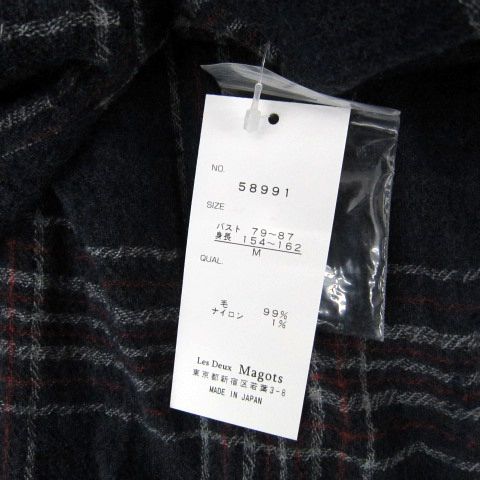 NO.
58991
SIZE
バスト 79~87
身長 154~162
M
QUAL.
毛 99%
ナイロン 1%
Les Deux Magots
東京都新宿区若葉3-8
MADE IN JAPAN